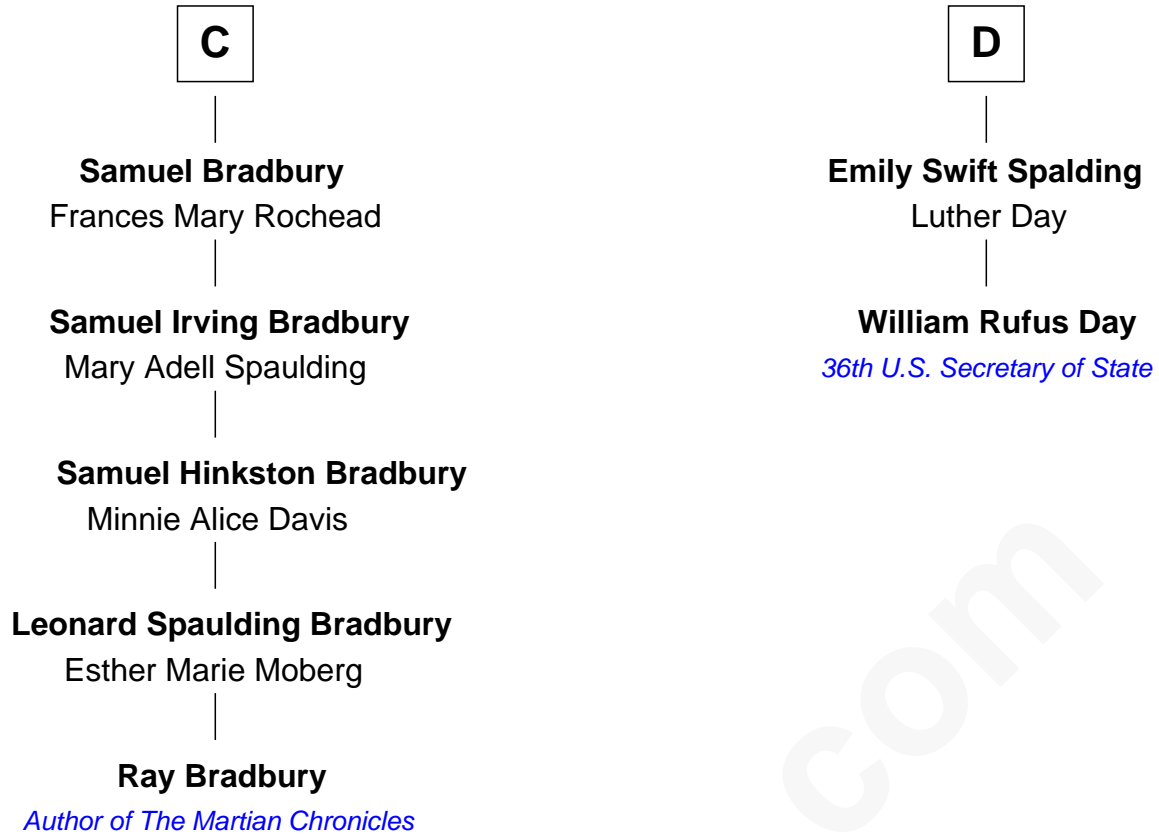 C
Samuel Bradbury
Frances Mary Rochead
Samuel Irving Bradbury
Mary Adell Spaulding
Samuel Hinkston Bradbury
Minnie Alice Davis
Leonard Spaulding Bradbury
Esther Marie Moberg
Ray Bradbury
Author of The Martian Chronicles
D
Emily Swift Spalding
Luther Day
William Rufus Day
36th U.S. Secretary of State
com